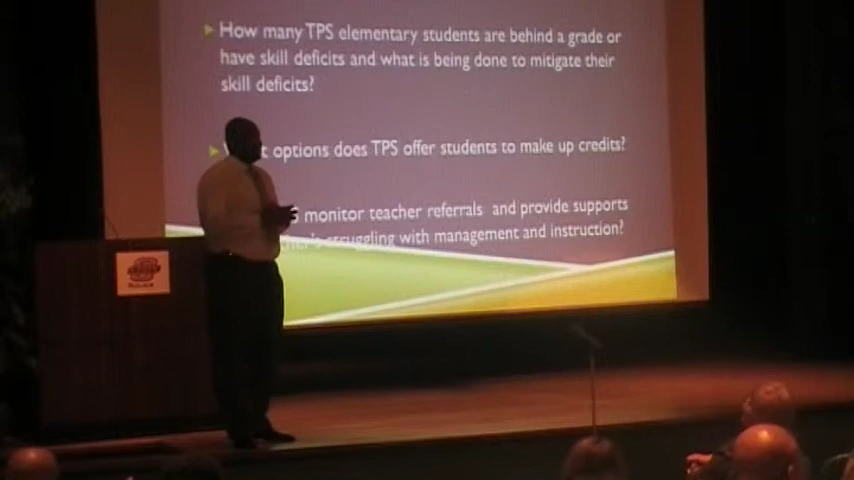 How many TPS elementary students are behind a grade or
have skill deficits and what is being done to mitigate their
skill deficits?
options does TPS offer students to make up credits?
monitor teacher referrals and provide supports
struggling with management and instruction?